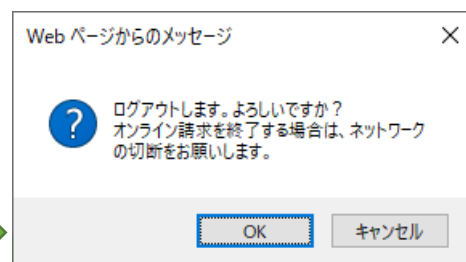 Web ページからのメッセージ
ログアウトします。よろしいですか？
オンライン請求を終了する場合は、ネットワーク
の切断をお願いします。
OK
キャンセル